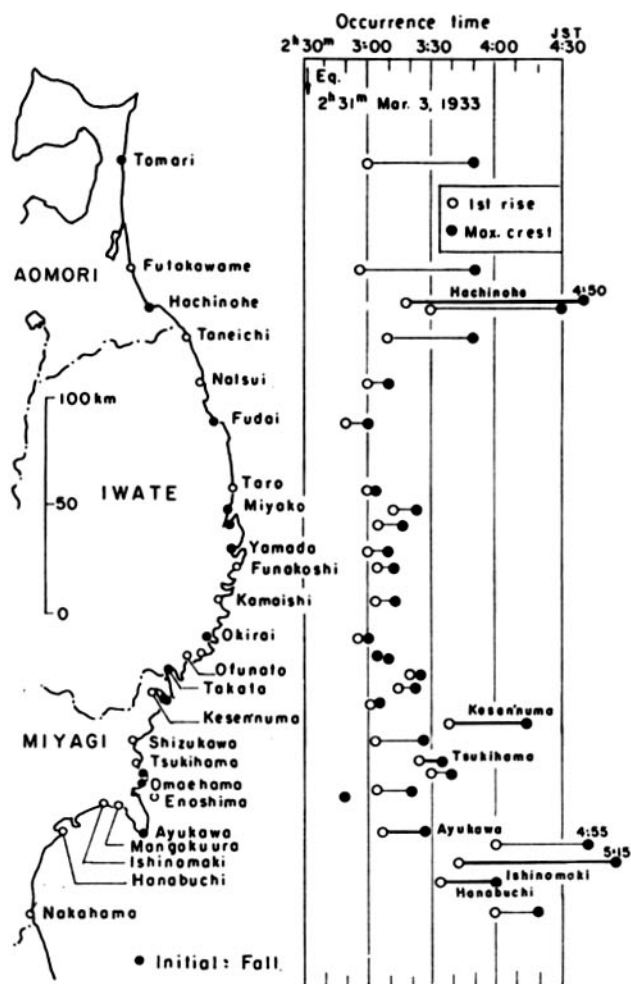 Occurrence time
JST
2ʰ30ᵐ 3:00 3:30 4:00 4:30
Eq.
2ʰ31ᵐ Mar. 3, 1933
Tomari
○ 1st rise
● Max. crest
AOMORI
Futakawame
Hachinohe
Hachinohe
4:50
Taneichi
Natsui
100 km
Fudai
IWATE
Taro
50
Miyako
Yamada
Funakoshi
Kamaishi
0
Okirai
Ofunato
Takata
Kesen'numa
Kesen'numa
MIYAGI
Shizukawa
Tsukihama
Tsukihama
Omaehama
Enoshima
Ayukawa
Ayukawa
4:55
Mangokuura
5:15
Ishinomaki
Ishinomaki
Hanabuchi
Hanabuchi
Nakahama
● Initial: Fall